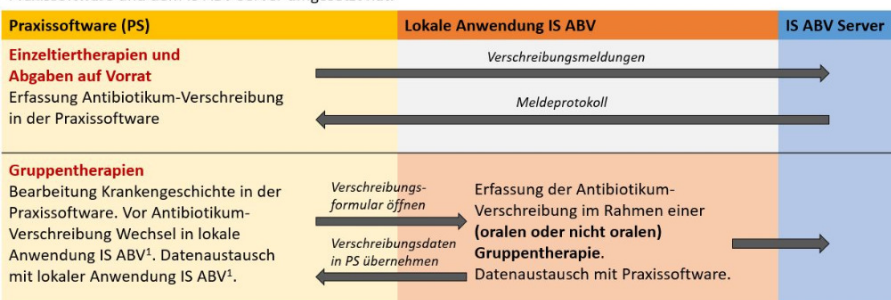 Praxissoftware (PS)
Lokale Anwendung IS ABV
IS ABV Server
Einzeltiertherapien und
Abgaben auf Vorrat
Erfassung Antibiotikum-Verschreibung
in der Praxissoftware
Verschreibungsmeldungen
Meldeprotokoll
Gruppentherapien
Bearbeitung Krankengeschichte in der
Praxissoftware. Vor Antibiotikum-
Verschreibung Wechsel in lokale
Anwendung IS ABV¹. Datenaustausch
mit lokaler Anwendung IS ABV¹.
Verschreibungs-
formular öffnen
Verschreibungsdaten
in PS übernehmen
Erfassung der Antibiotikum-
Verschreibung im Rahmen einer
(oralen oder nicht oralen)
Gruppentherapie.
Datenaustausch mit Praxissoftware.